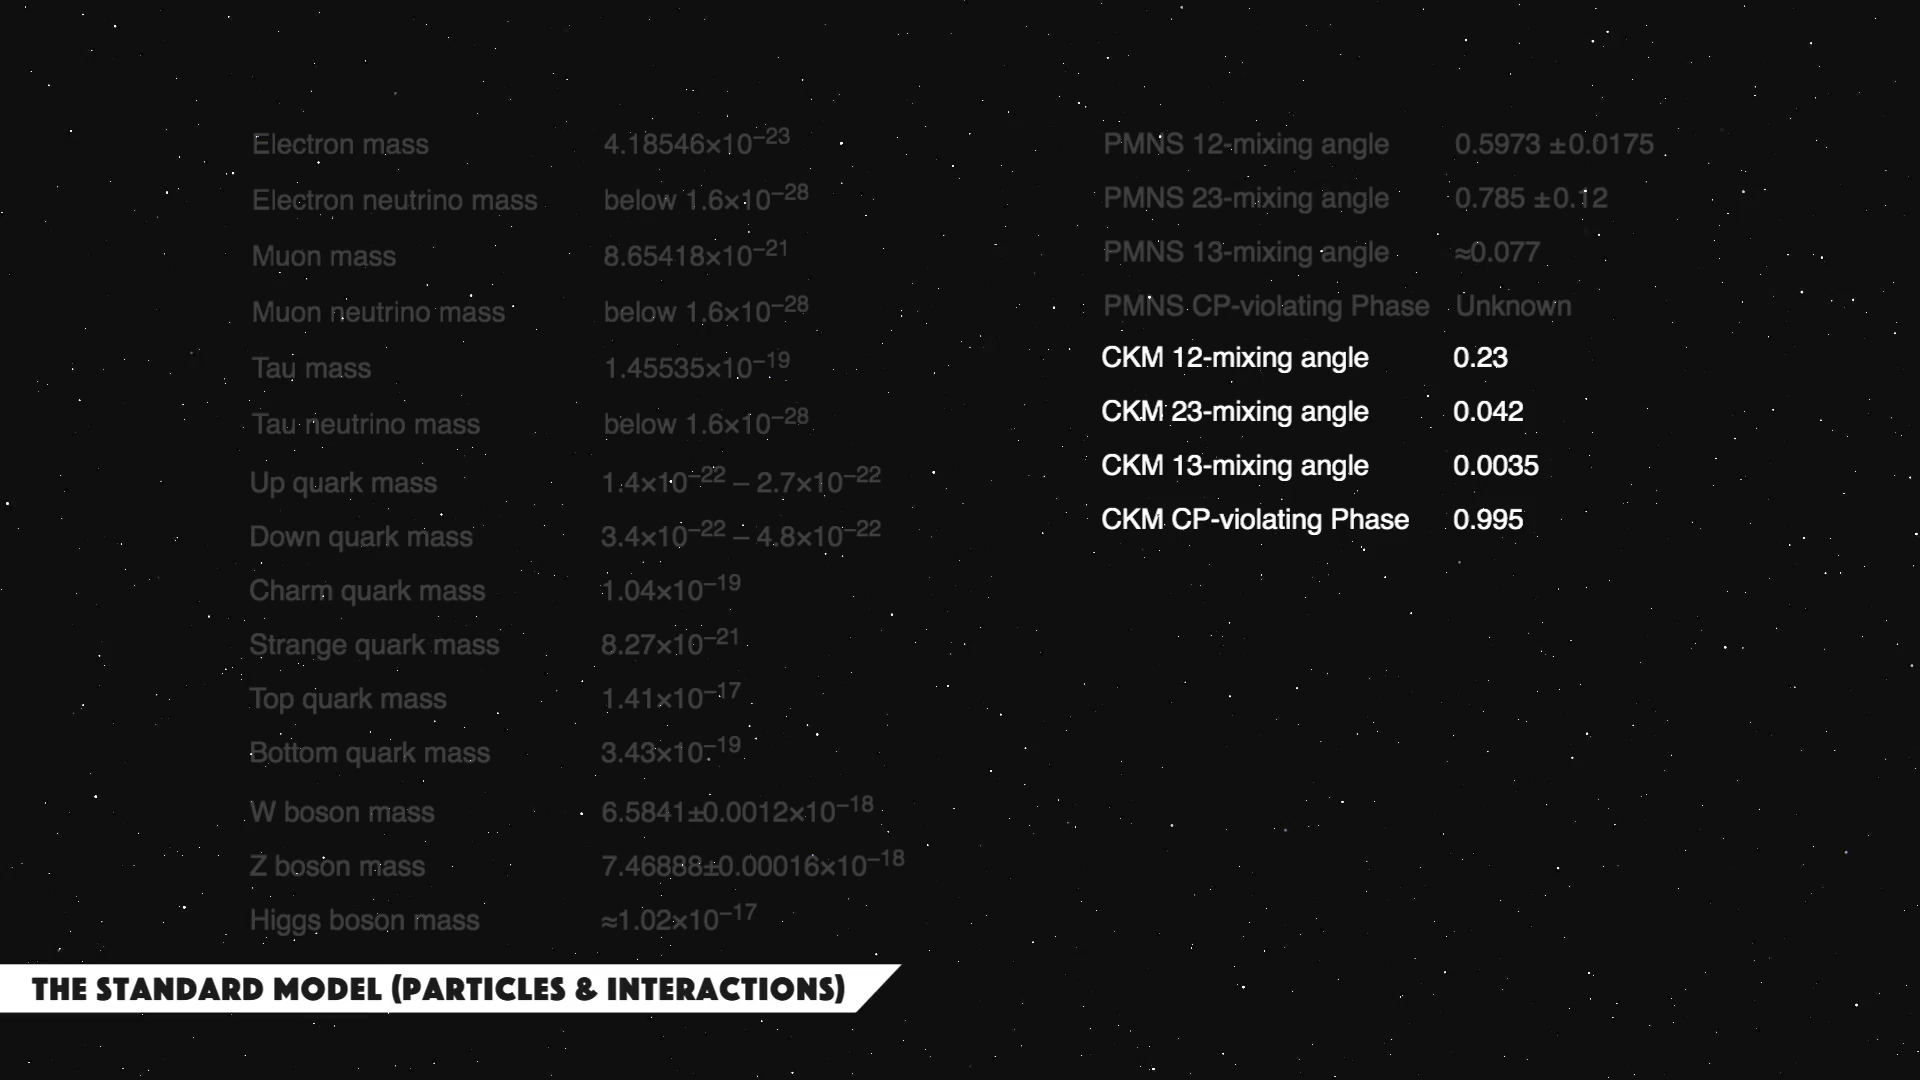 Electron mass 4.18546×10⁻²³
Electron neutrino mass below 1.6×10⁻²⁸
Muon mass 8.65418×10⁻²¹
Muon neutrino mass below 1.6×10⁻²⁸
Tau mass 1.45535×10⁻¹⁹
Tau neutrino mass below 1.6×10⁻²⁸
Up quark mass 1.4×10⁻²² – 2.7×10⁻²²
Down quark mass 3.4×10⁻²² – 4.8×10⁻²²
Charm quark mass 1.04×10⁻¹⁹
Strange quark mass 8.27×10⁻²¹
Top quark mass 1.41×10⁻¹⁷
Bottom quark mass 3.43×10⁻¹⁹
W boson mass 6.5841±0.0012×10⁻¹⁸
Z boson mass 7.46888±0.00016×10⁻¹⁸
Higgs boson mass ≈1.02×10⁻¹⁷
PMNS 12-mixing angle 0.5973 ±0.0175
PMNS 23-mixing angle 0.785 ±0.12
PMNS 13-mixing angle ≈0.077
PMNS CP-violating Phase Unknown
CKM 12-mixing angle 0.23
CKM 23-mixing angle 0.042
CKM 13-mixing angle 0.0035
CKM CP-violating Phase 0.995
THE STANDARD MODEL (PARTICLES & INTERACTIONS)